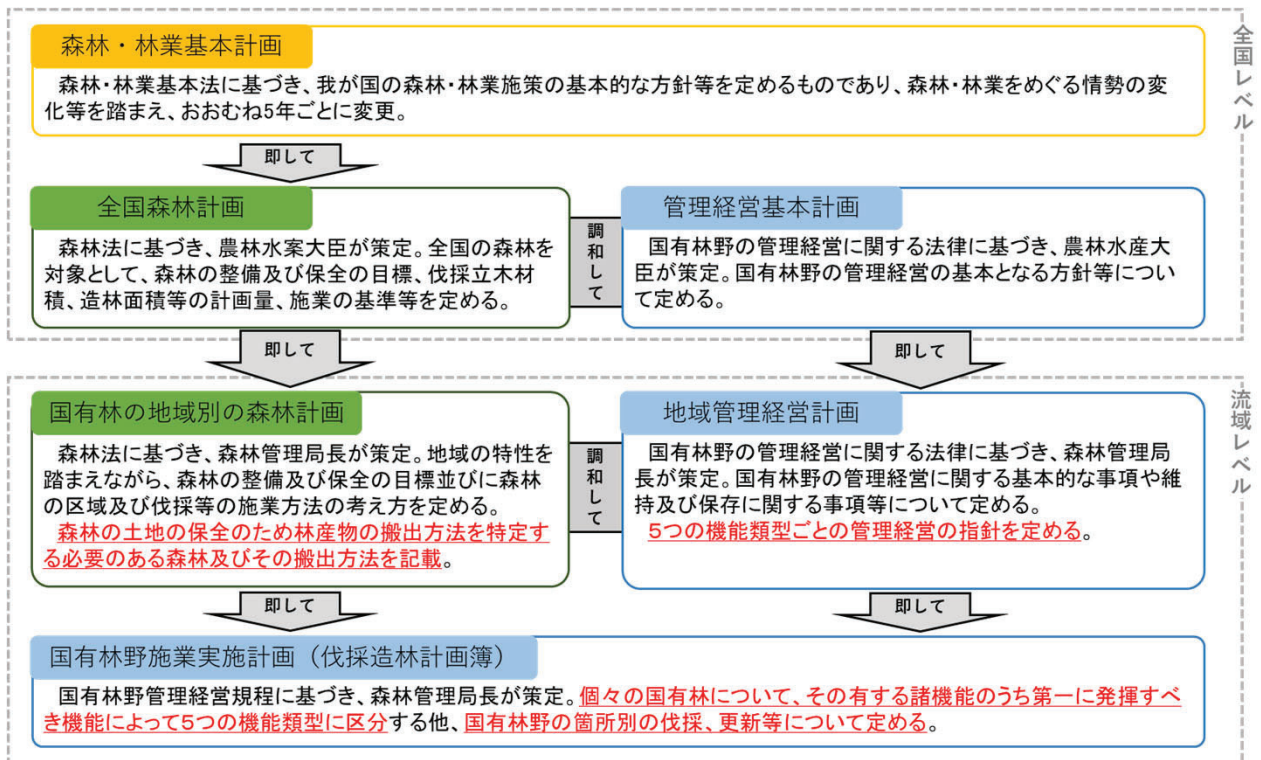 全国レベル
森林・林業基本計画
森林・林業基本法に基づき、我が国の森林・林業施策の基本的な方針等を定めるものであり、森林・林業をめぐる情勢の変
化等を踏まえ、おおむね5年ごとに変更。
即して
全国森林計画
森林法に基づき、農林水案大臣が策定。全国の森林を
対象として、森林の整備及び保全の目標、伐採立木材
積、造林面積等の計画量、施業の基準等を定める。
調和して
管理経営基本計画
国有林野の管理経営に関する法律に基づき、農林水産大
臣が策定。国有林野の管理経営の基本となる方針等につい
て定める。
即して
即して
流域レベル
国有林の地域別の森林計画
森林法に基づき、森林管理局長が策定。地域の特性を
踏まえながら、森林の整備及び保全の目標並びに森林
の区域及び伐採等の施業方法の考え方を定める。
森林の土地の保全のため林産物の搬出方法を特定す
る必要のある森林及びその搬出方法を記載。
調和して
地域管理経営計画
国有林野の管理経営に関する法律に基づき、森林管理局
長が策定。国有林野の管理経営に関する基本的な事項や維
持及び保存に関する事項等について定める。
5つの機能類型ごとの管理経営の指針を定める。
即して
即して
国有林野施業実施計画（伐採造林計画簿）
国有林野管理経営規程に基づき、森林管理局長が策定。個々の国有林について、その有する諸機能のうち第一に発揮すべ
き機能によって5つの機能類型に区分する他、国有林野の箇所別の伐採、更新等について定める。